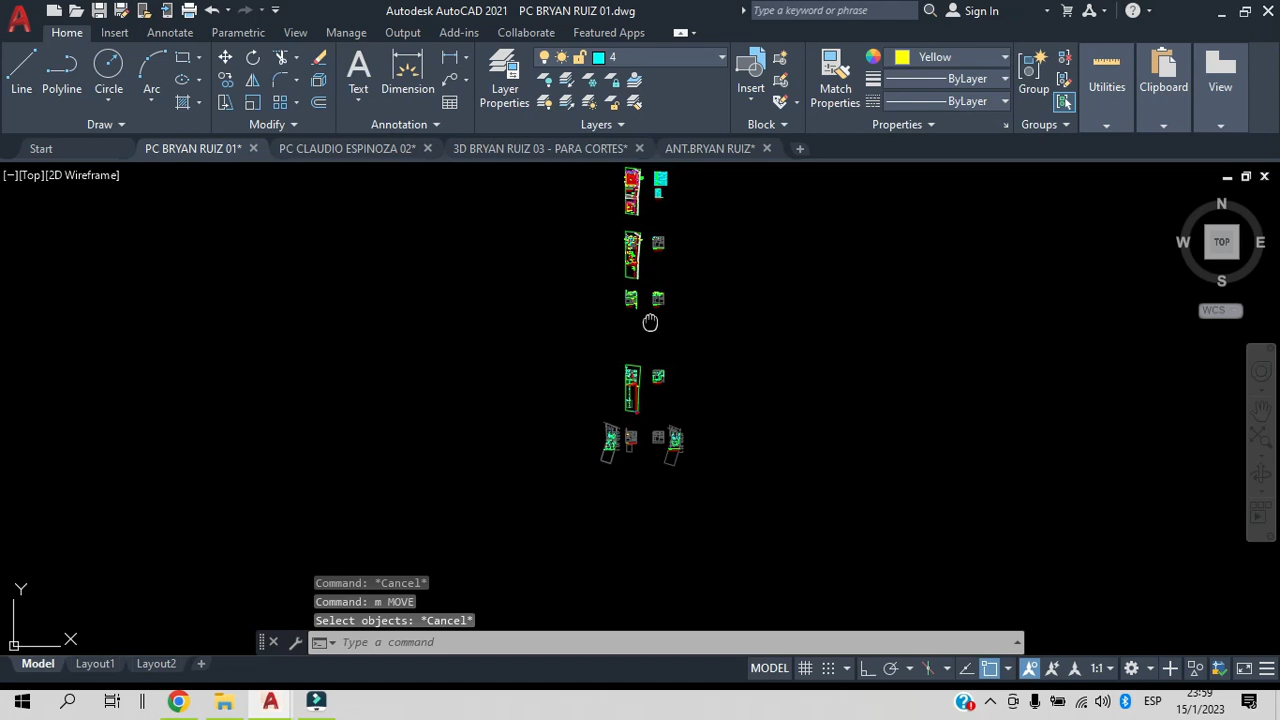 Autodesk AutoCAD 2021 PC BRYAN RUIZ 01.dwg Type a keyword or phrase Sign In
Home Insert Annotate Parametric View Manage Output Add-ins Collaborate Featured Apps
4 Yellow
Line Polyline Circle Arc Text Dimension Layer Properties Insert Match Properties ByLayer ByLayer Group Utilities Clipboard View
Draw Modify Annotation Layers Block Properties Groups
Start PC BRYAN RUIZ 01* PC CLAUDIO ESPINOZA 02* 3D BRYAN RUIZ 03 - PARA CORTES* ANT.BRYAN RUIZ*
[−][Top][2D Wireframe]
N
W TOP E
S
WCS
Command: *Cancel*
Command: m MOVE
Select objects: *Cancel*
Type a command
Y
X
Model Layout1 Layout2 MODEL 1:1
ESP 23:59
15/1/2023